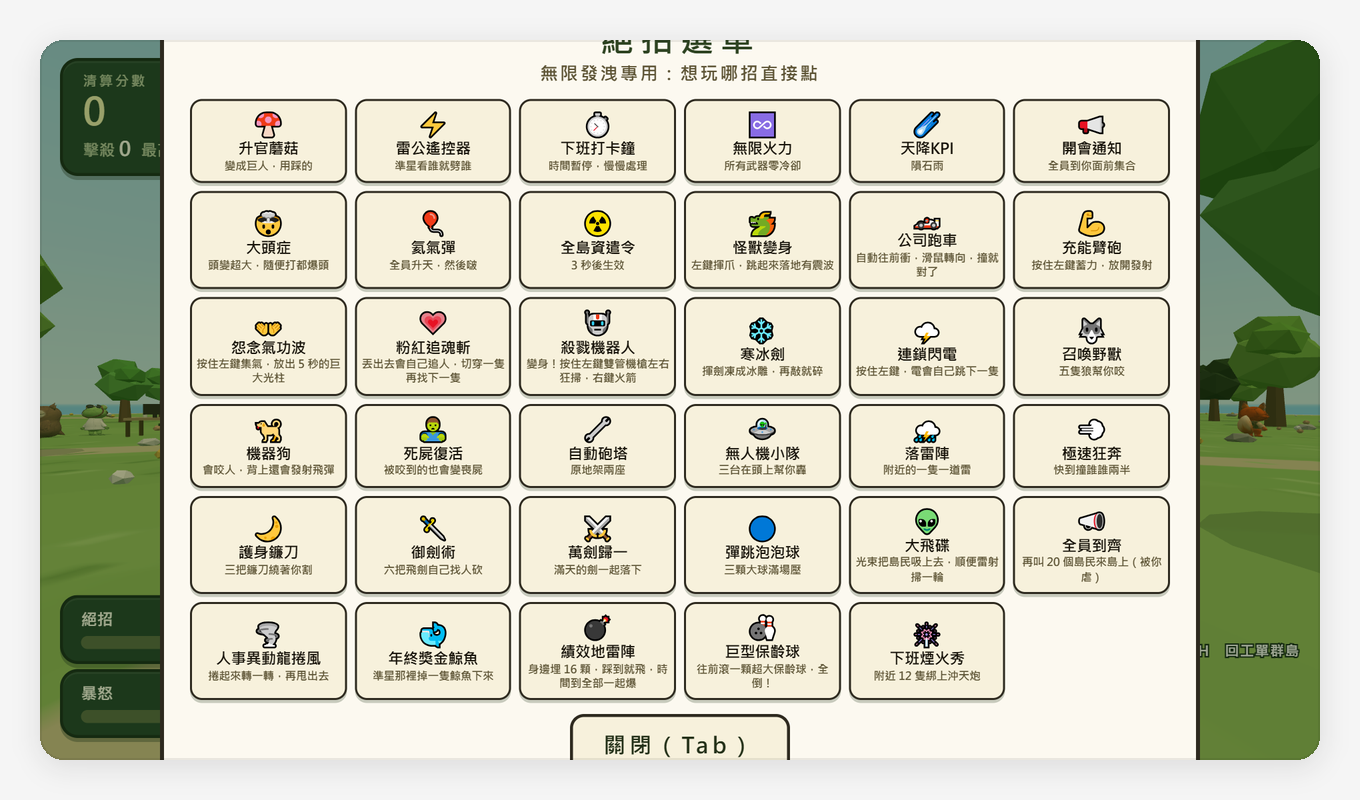 清算分數
0
擊殺 0 最
絕招選單
無限發洩專用：想玩哪招直接點
升官蘑菇
變成巨人．用踩的
雷公遙控器
準星看誰就劈誰
下班打卡鐘
時間暫停．慢慢處理
無限火力
所有武器零冷卻
天降KPI
隕石雨
開會通知
全員到你面前集合
大頭症
頭變超大．隨便打都爆頭
氦氣彈
全員升天．然後啵
全島資遣令
3 秒後生效
怪獸變身
左鍵揮爪．跳起來落地有震波
公司跑車
自動往前衝．滑鼠轉向．撞就
對了
充能臂砲
按住左鍵蓄力．放開發射
怨念氣功波
按住左鍵集氣．放出 5 秒的巨
大光柱
粉紅追魂斬
丟出去會自己追人．切穿一隻
再找下一隻
殺戮機器人
變身！按住左鍵雙管機槍左右
狂掃．右鍵火箭
寒冰劍
揮劍凍成冰雕．再敲就碎
連鎖閃電
按住左鍵．電會自己跳下一隻
召喚野獸
五隻狼幫你咬
機器狗
會咬人．背上還會發射飛彈
死屍復活
被咬到的也會變喪屍
自動砲塔
原地架兩座
無人機小隊
三台在頭上幫你轟
落雷陣
附近的一隻一道雷
極速狂奔
快到撞誰誰兩半
護身鐮刀
三把鐮刀繞著你割
御劍術
六把飛劍自己找人砍
萬劍歸一
滿天的劍一起落下
彈跳泡泡球
三顆大球滿場壓
大飛碟
光束把島民吸上去．順便雷射
掃一輪
全員到齊
再叫 20 個島民來島上（被你
虐）
人事異動龍捲風
捲起來轉一轉．再甩出去
年終獎金鯨魚
準星那裡掉一隻鯨魚下來
績效地雷陣
身邊埋 16 顆．踩到就飛．時
間到全部一起爆
巨型保齡球
往前滾一顆超大保齡球．全
倒！
下班煙火秀
附近 12 隻綁上沖天炮
絕招
暴怒
H 回工單群島
關閉（Tab）